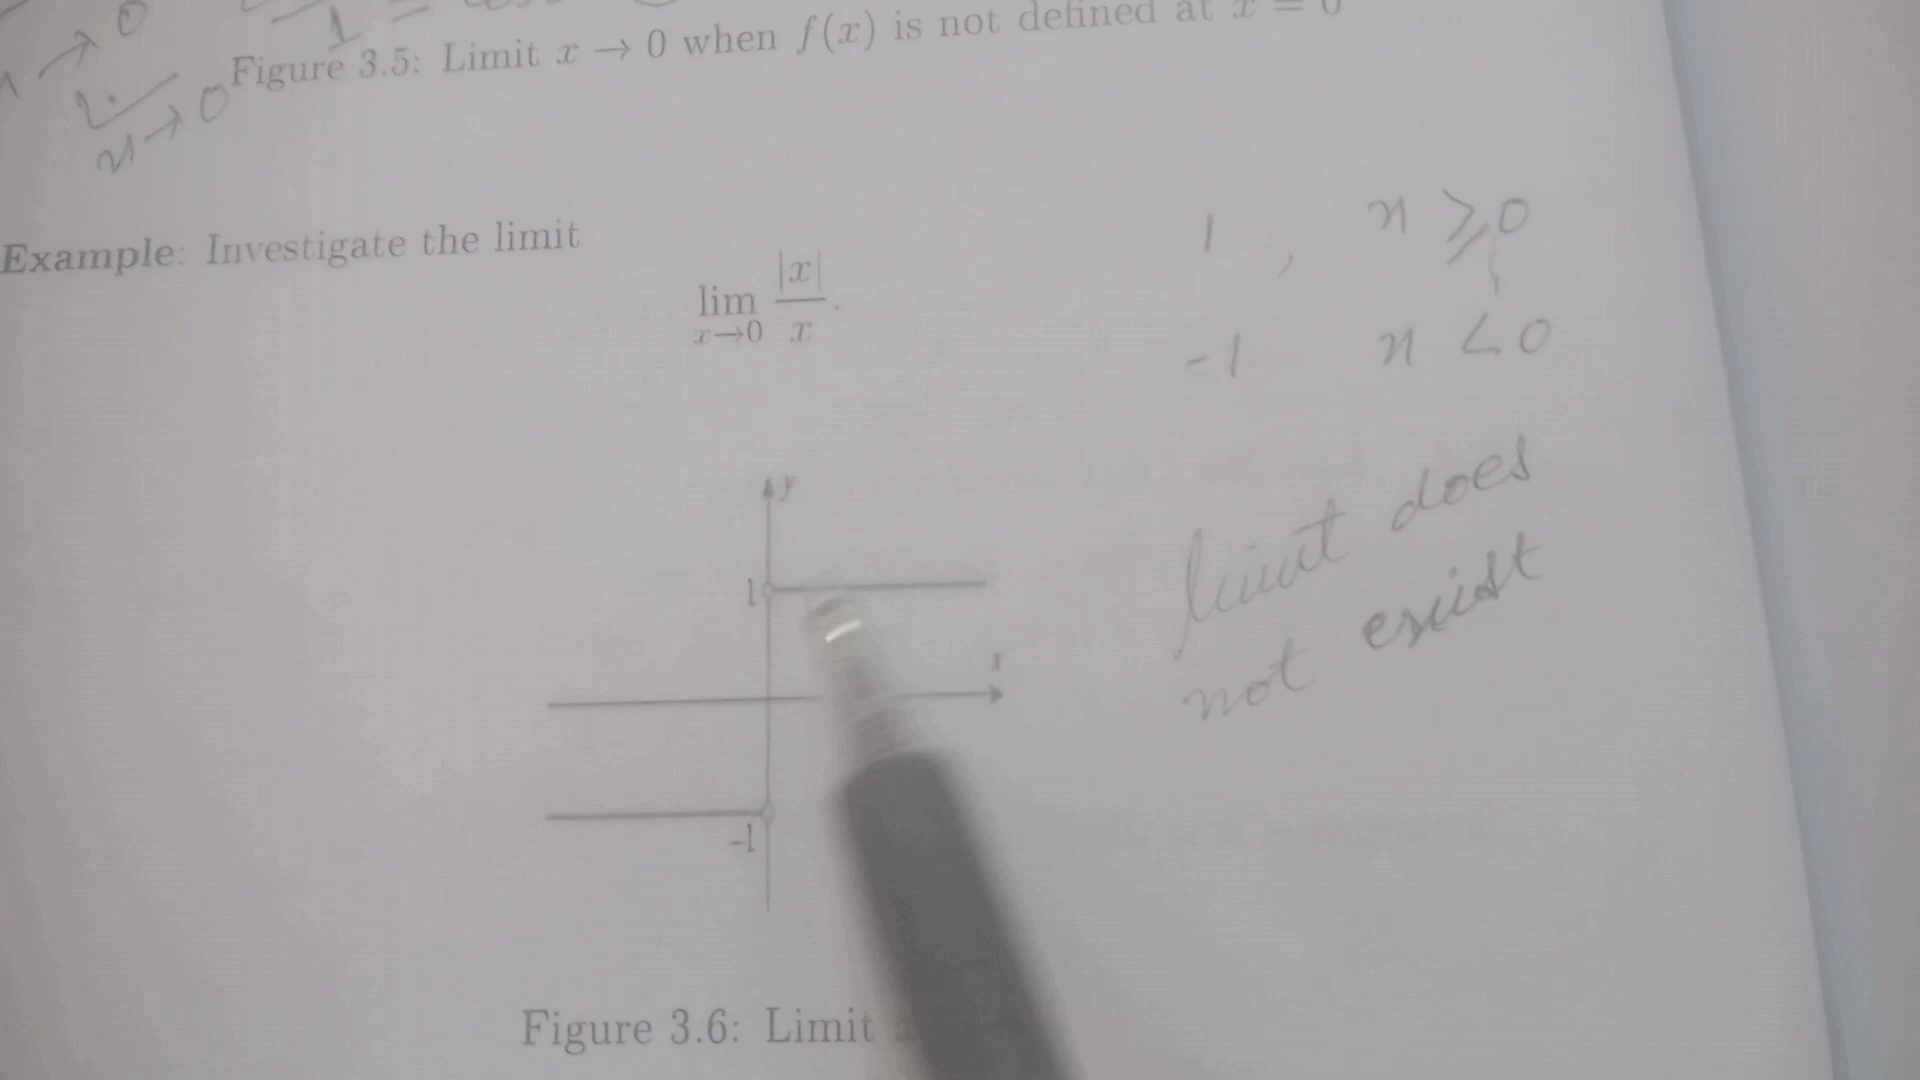 Figure 3.5: Limit x → 0 when f(x) is not defined at x = 0
x → 0
Example: Investigate the limit
lim x→0 |x|/x.
1 , x ⩾ 0
-1 x < 0
y
1
x
-1
limit does
not exist
Figure 3.6: Limit